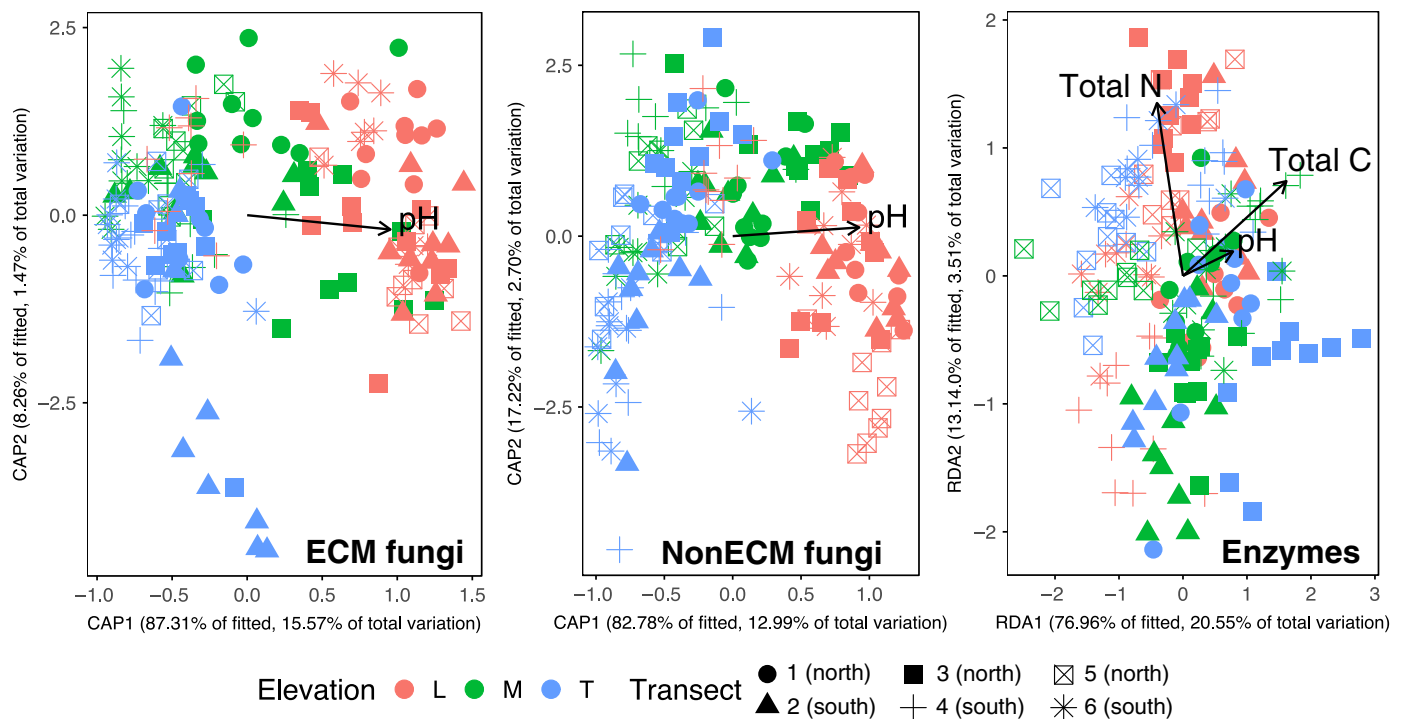 2.5
0.0
−2.5
CAP2 (8.26% of fitted, 1.47% of total variation)
pH
ECM fungi
−1.0 −0.5 0.0 0.5 1.0 1.5
CAP1 (87.31% of fitted, 15.57% of total variation)
2.5
0.0
−2.5
CAP2 (17.22% of fitted, 2.70% of total variation)
pH
NonECM fungi
−1.0 −0.5 0.0 0.5 1.0
CAP1 (82.78% of fitted, 12.99% of total variation)
2
1
0
−1
−2
RDA2 (13.14.0% of fitted, 3.51% of total variation)
Total N
Total C
pH
Enzymes
−2 −1 0 1 2 3
RDA1 (76.96% of fitted, 20.55% of total variation)
Elevation L M T Transect
1 (north) 3 (north) 5 (north)
2 (south) 4 (south) 6 (south)